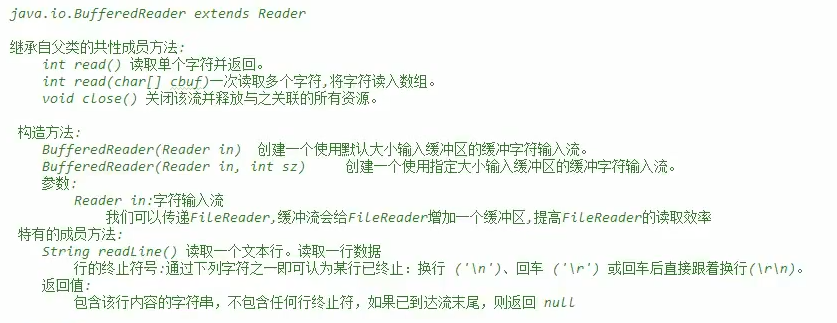 java.io.BufferedReader extends Reader
继承自父类的共性成员方法:
int read() 读取单个字符并返回。
int read(char[] cbuf)一次读取多个字符,将字符读入数组。
void close() 关闭该流并释放与之关联的所有资源。
构造方法:
BufferedReader(Reader in)  创建一个使用默认大小输入缓冲区的缓冲字符输入流。
BufferedReader(Reader in, int sz)     创建一个使用指定大小输入缓冲区的缓冲字符输入流。
参数:
Reader in:字符输入流
我们可以传递FileReader,缓冲流会给FileReader增加一个缓冲区,提高FileReader的读取效率
特有的成员方法:
String readLine() 读取一个文本行。读取一行数据
行的终止符号:通过下列字符之一即可认为某行已终止：换行 ('\n')、回车 ('\r') 或回车后直接跟着换行(\r\n)。
返回值:
包含该行内容的字符串，不包含任何行终止符，如果已到达流末尾，则返回 null